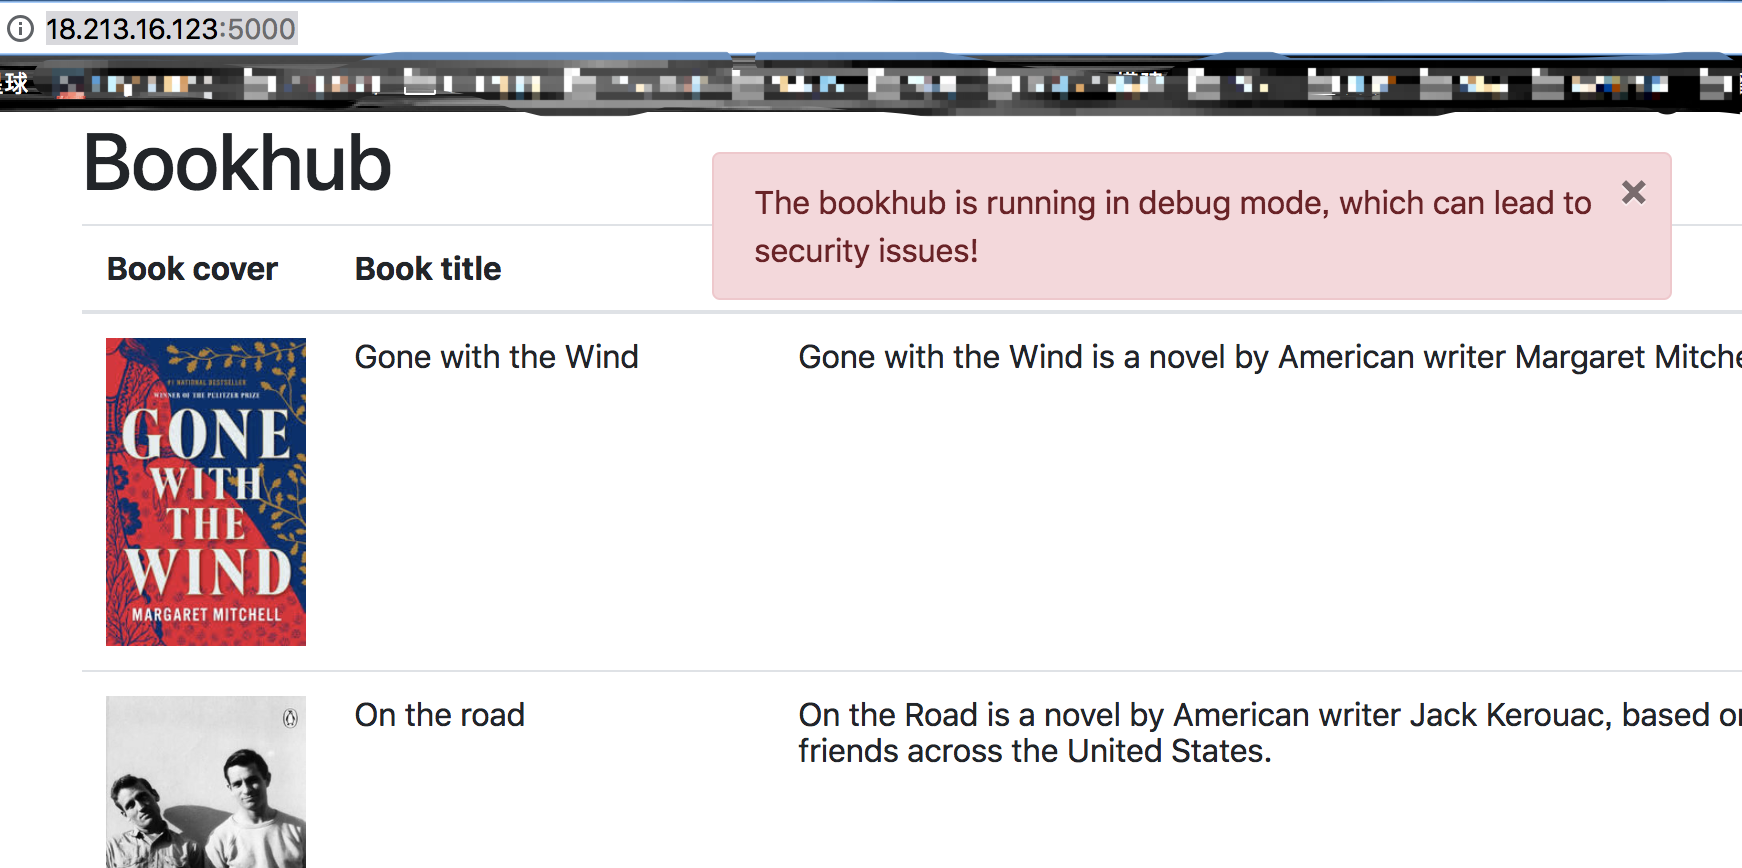 18.213.16.123:5000
球
Bookhub
The bookhub is running in debug mode, which can lead to
security issues!
Book cover
Book title
Gone with the Wind
Gone with the Wind is a novel by American writer Margaret Mitche
#1 NATIONAL BESTSELLER
WINNER OF THE PULITZER PRIZE
GONE
WITH
THE
WIND
MARGARET MITCHELL
On the road
On the Road is a novel by American writer Jack Kerouac, based o
friends across the United States.